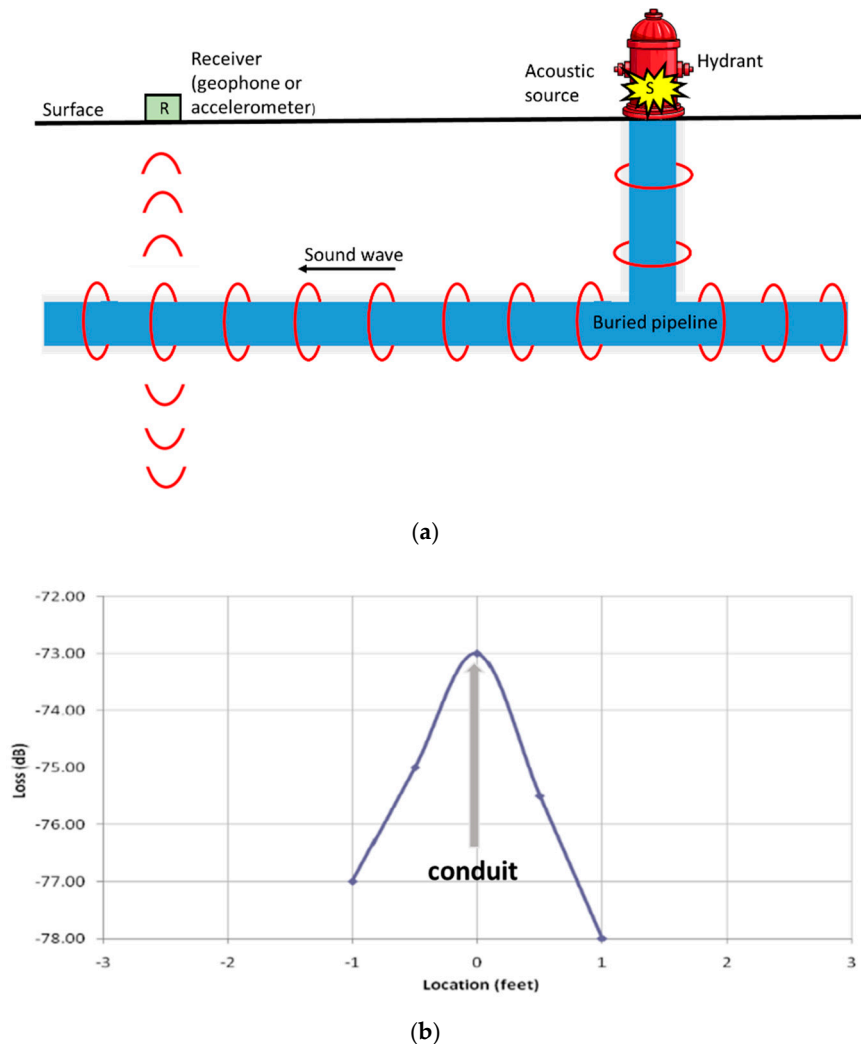 Receiver
(geophone or
accelerometer)
Surface
R
Acoustic
source
S
Hydrant
Sound wave
Buried pipeline
(a)
-72.00
-73.00
-74.00
-75.00
-76.00
-77.00
-78.00
Loss (dB)
conduit
-3
-2
-1
0
1
2
3
Location (feet)
(b)